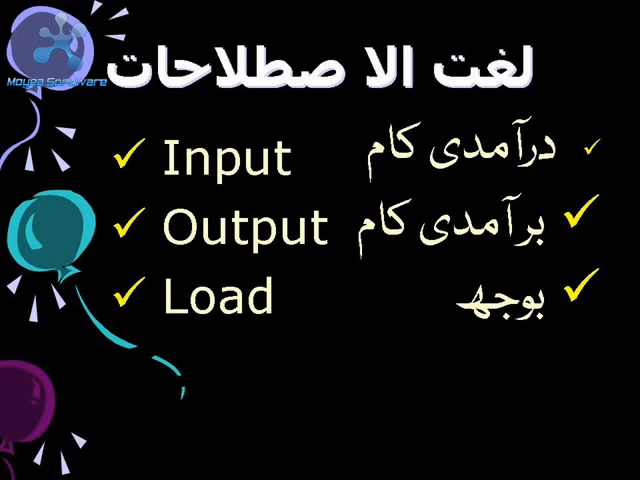 Moyea Software
لغت الا صطلاحات
Input درآمدی کام
Output برآمدی کام
Load بوجھ